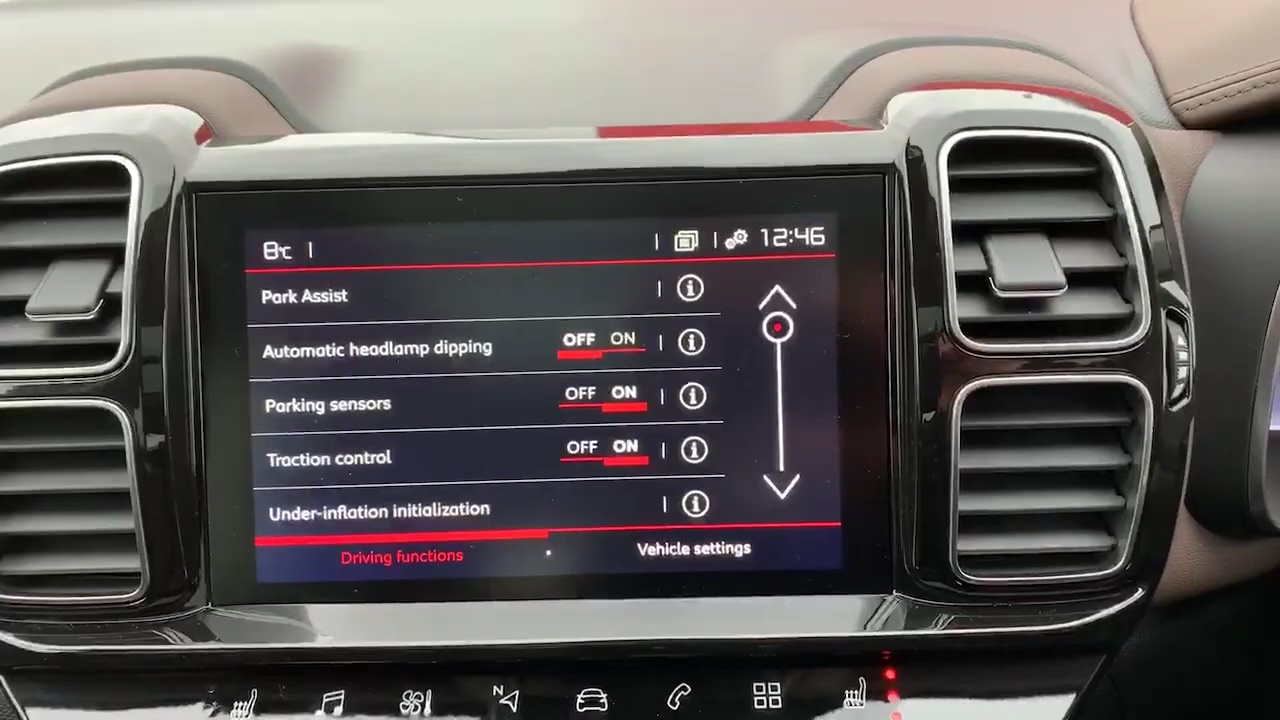 8°C
12:46
Park Assist
Automatic headlamp dipping OFF ON
Parking sensors OFF ON
Traction control OFF ON
Under-inflation initialization
Driving functions Vehicle settings
N